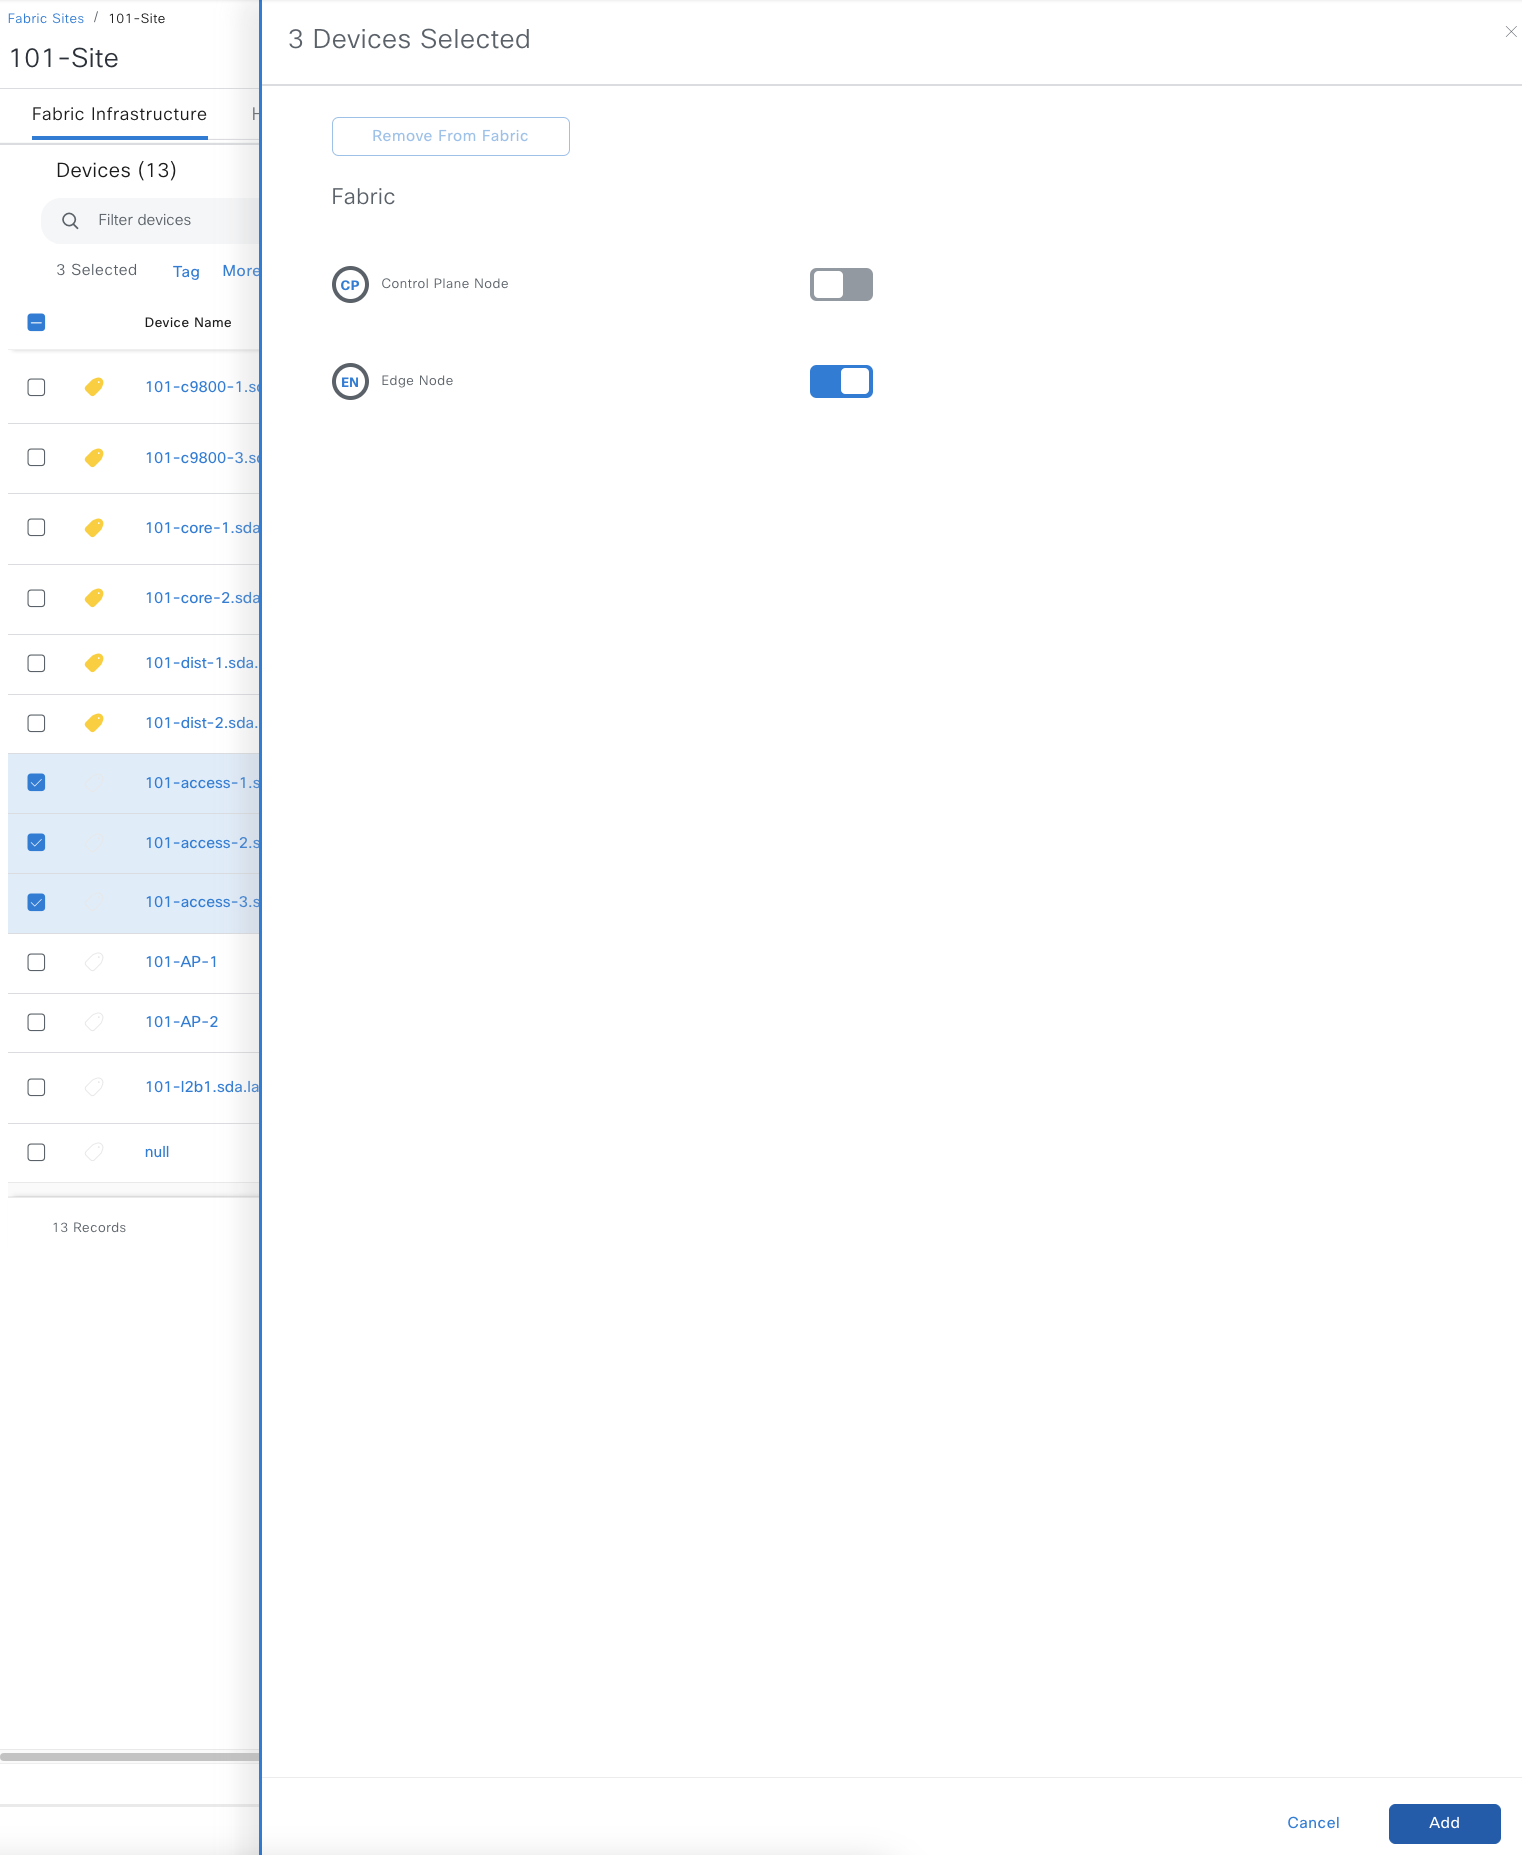 Fabric Sites / 101-Site
101-Site
Fabric Infrastructure
Devices (13)
Filter devices
3 Selected Tag More
Device Name
101-c9800-1.sd
101-c9800-3.sd
101-core-1.sda
101-core-2.sda
101-dist-1.sda.
101-dist-2.sda.
101-access-1.s
101-access-2.s
101-access-3.s
101-AP-1
101-AP-2
101-l2b1.sda.la
null
13 Records
3 Devices Selected
Remove From Fabric
Fabric
CP Control Plane Node
EN Edge Node
Cancel Add